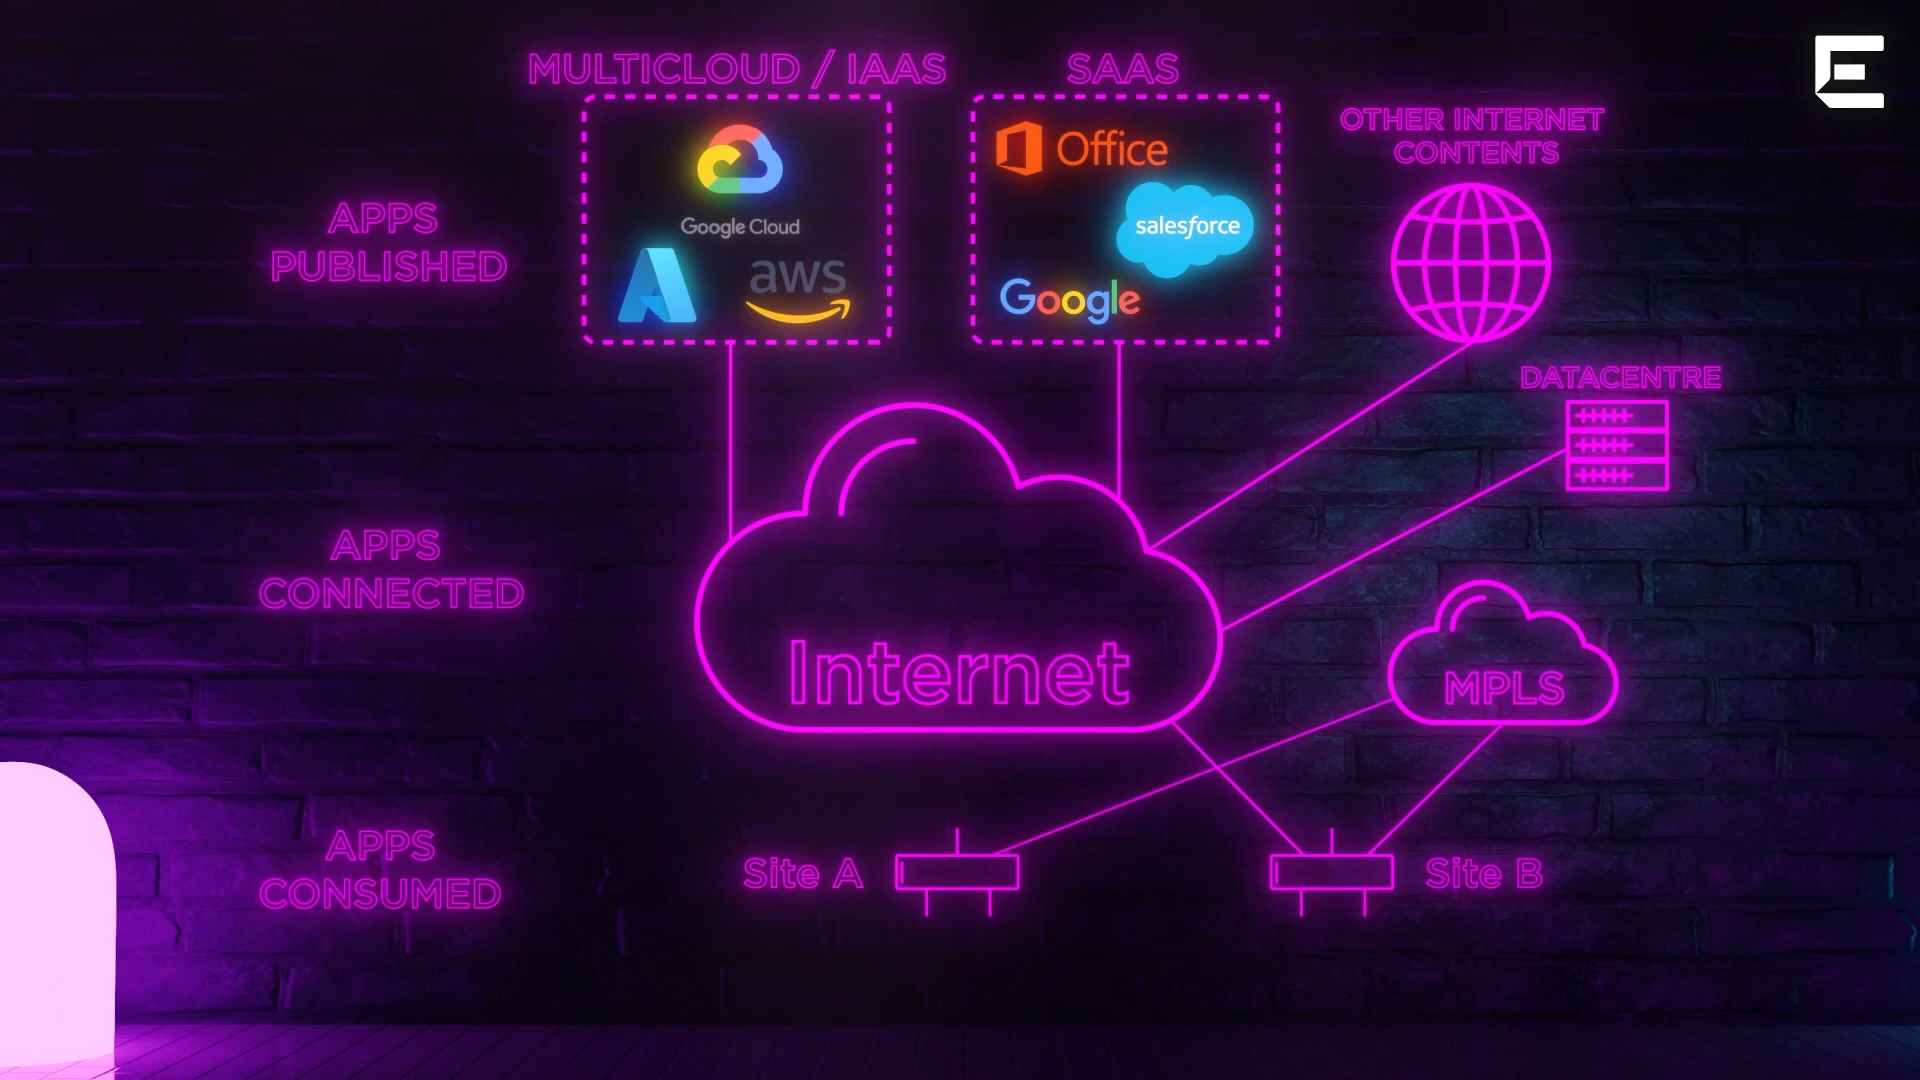 MULTICLOUD / IAAS
SAAS
OTHER INTERNET
CONTENTS
Office
salesforce
Google
Google Cloud
aws
APPS
PUBLISHED
DATACENTRE
APPS
CONNECTED
Internet
MPLS
APPS
CONSUMED
Site A
Site B